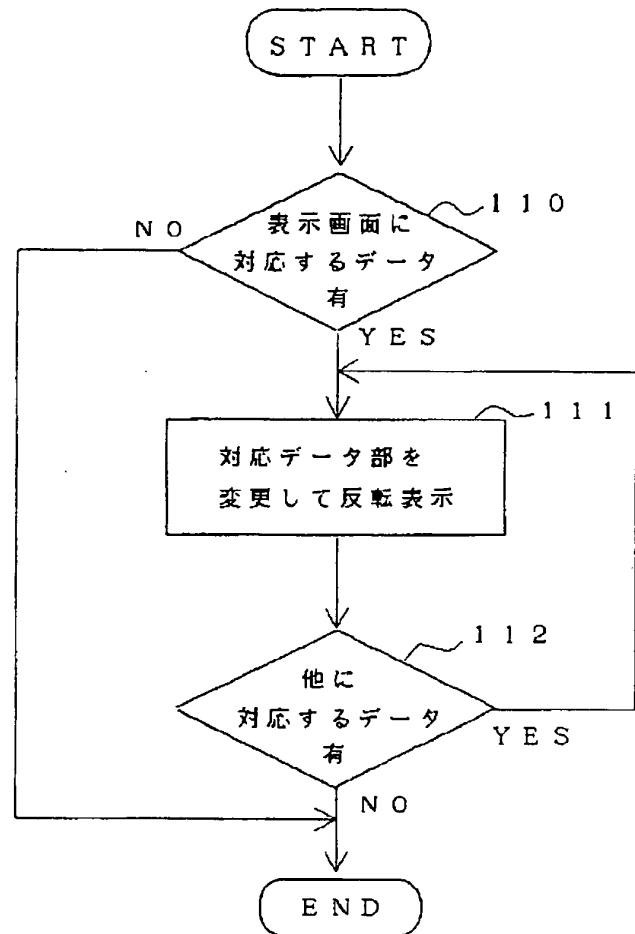 START
110
NO
表示画面に
対応するデータ
有
YES
111
対応データ部を
変更して反転表示
112
他に
対応するデータ
有
YES
NO
END